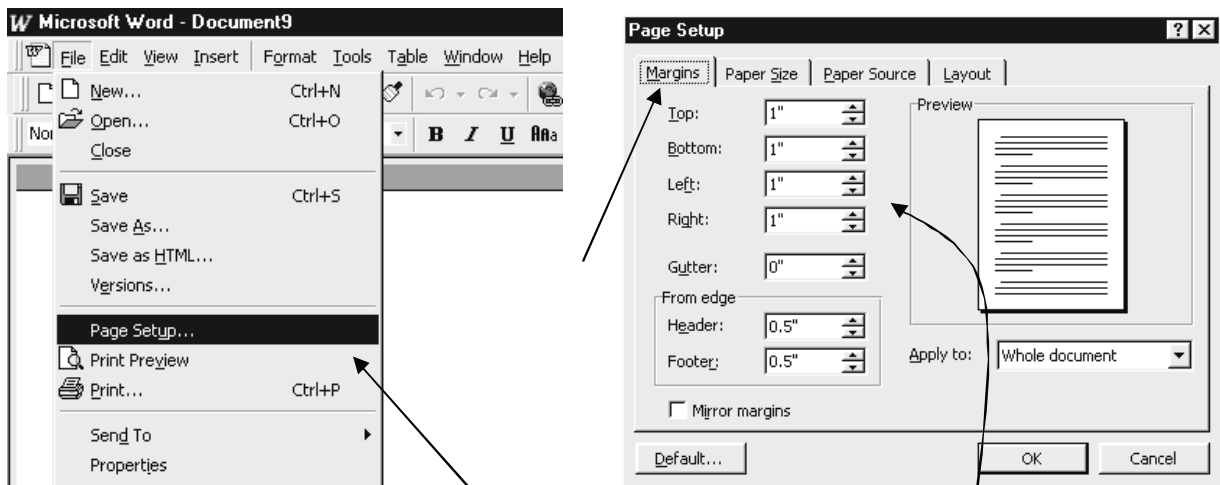 W Microsoft Word - Document9
File Edit View Insert Format Tools Table Window Help
New... Ctrl+N
Open... Ctrl+O
B I U
Close
Save Ctrl+S
Save As...
Save as HTML...
Versions...
Page Setup...
Print Preview
Print... Ctrl+P
Send To
Properties
Page Setup ? X
Margins Paper Size Paper Source Layout
Top: 1"
Bottom: 1"
Left: 1"
Right: 1"
Gutter: 0"
From edge
Header: 0.5"
Footer: 0.5"
Mirror margins
Preview
Apply to: Whole document
Default... OK Cancel